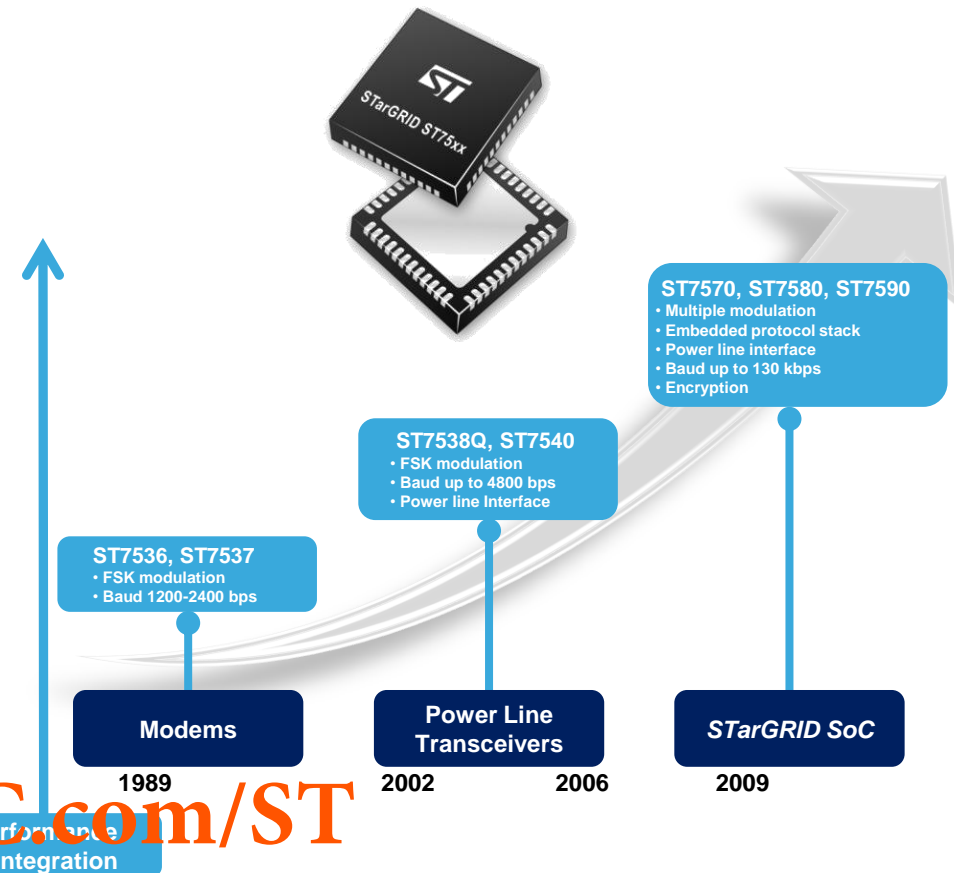 ST
STarGRID ST75xx
ST7570, ST7580, ST7590
• Multiple modulation
• Embedded protocol stack
• Power line interface
• Baud up to 130 kbps
• Encryption
ST7538Q, ST7540
• FSK modulation
• Baud up to 4800 bps
• Power line Interface
ST7536, ST7537
• FSK modulation
• Baud 1200-2400 bps
Modems
Power Line
Transceivers
STarGRID SoC
1989
2002
2006
2009
.com/ST
ntegration